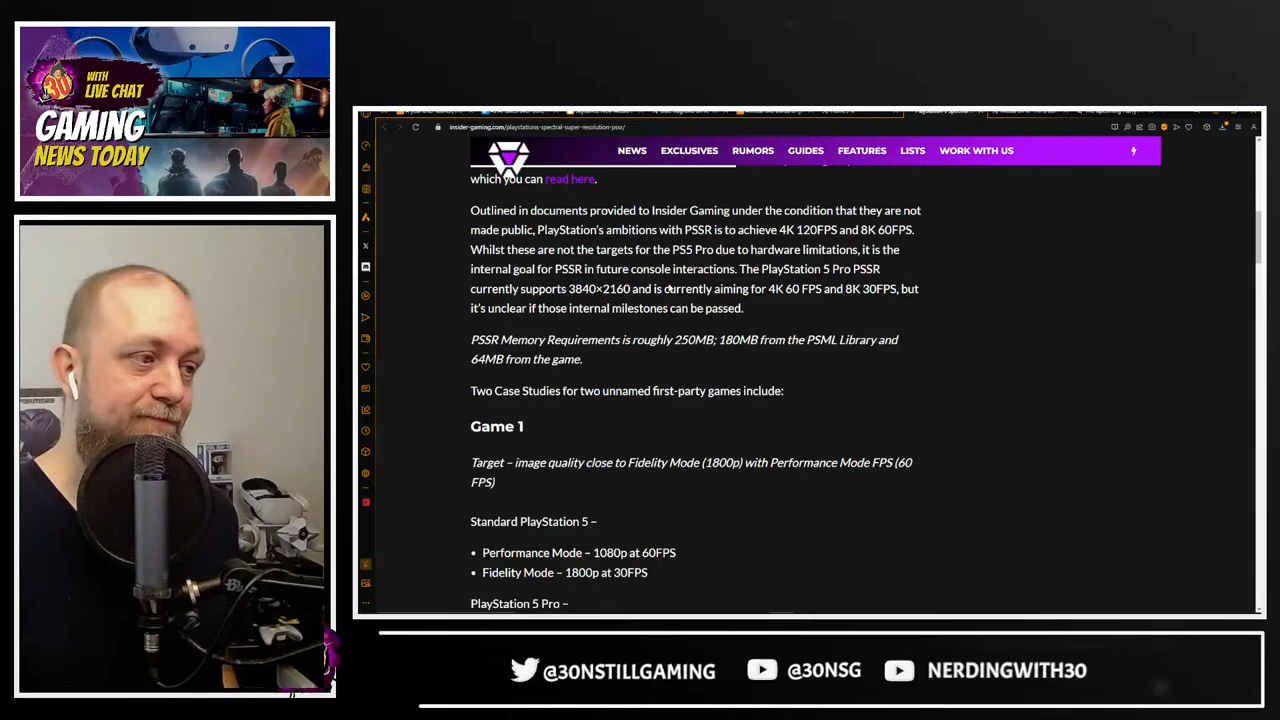 30
WITH
LIVE CHAT
GAMING
NEWS TODAY
insider-gaming.com/playstations-spectral-super-resolution-pssr/
NEWS EXCLUSIVES RUMORS GUIDES FEATURES LISTS WORK WITH US
which you can read here.
Outlined in documents provided to Insider Gaming under the condition that they are not
made public, PlayStation’s ambitions with PSSR is to achieve 4K 120FPS and 8K 60FPS.
Whilst these are not the targets for the PS5 Pro due to hardware limitations, it is the
internal goal for PSSR in future console interactions. The PlayStation 5 Pro PSSR
currently supports 3840×2160 and is currently aiming for 4K 60 FPS and 8K 30FPS, but
it’s unclear if those internal milestones can be passed.
PSSR Memory Requirements is roughly 250MB; 180MB from the PSML Library and
64MB from the game.
Two Case Studies for two unnamed first-party games include:
Game 1
Target – image quality close to Fidelity Mode (1800p) with Performance Mode FPS (60
FPS)
Standard PlayStation 5 –
• Performance Mode – 1080p at 60FPS
• Fidelity Mode – 1800p at 30FPS
PlayStation 5 Pro –
@30NSTILLGAMING @30NSG NERDINGWITH30